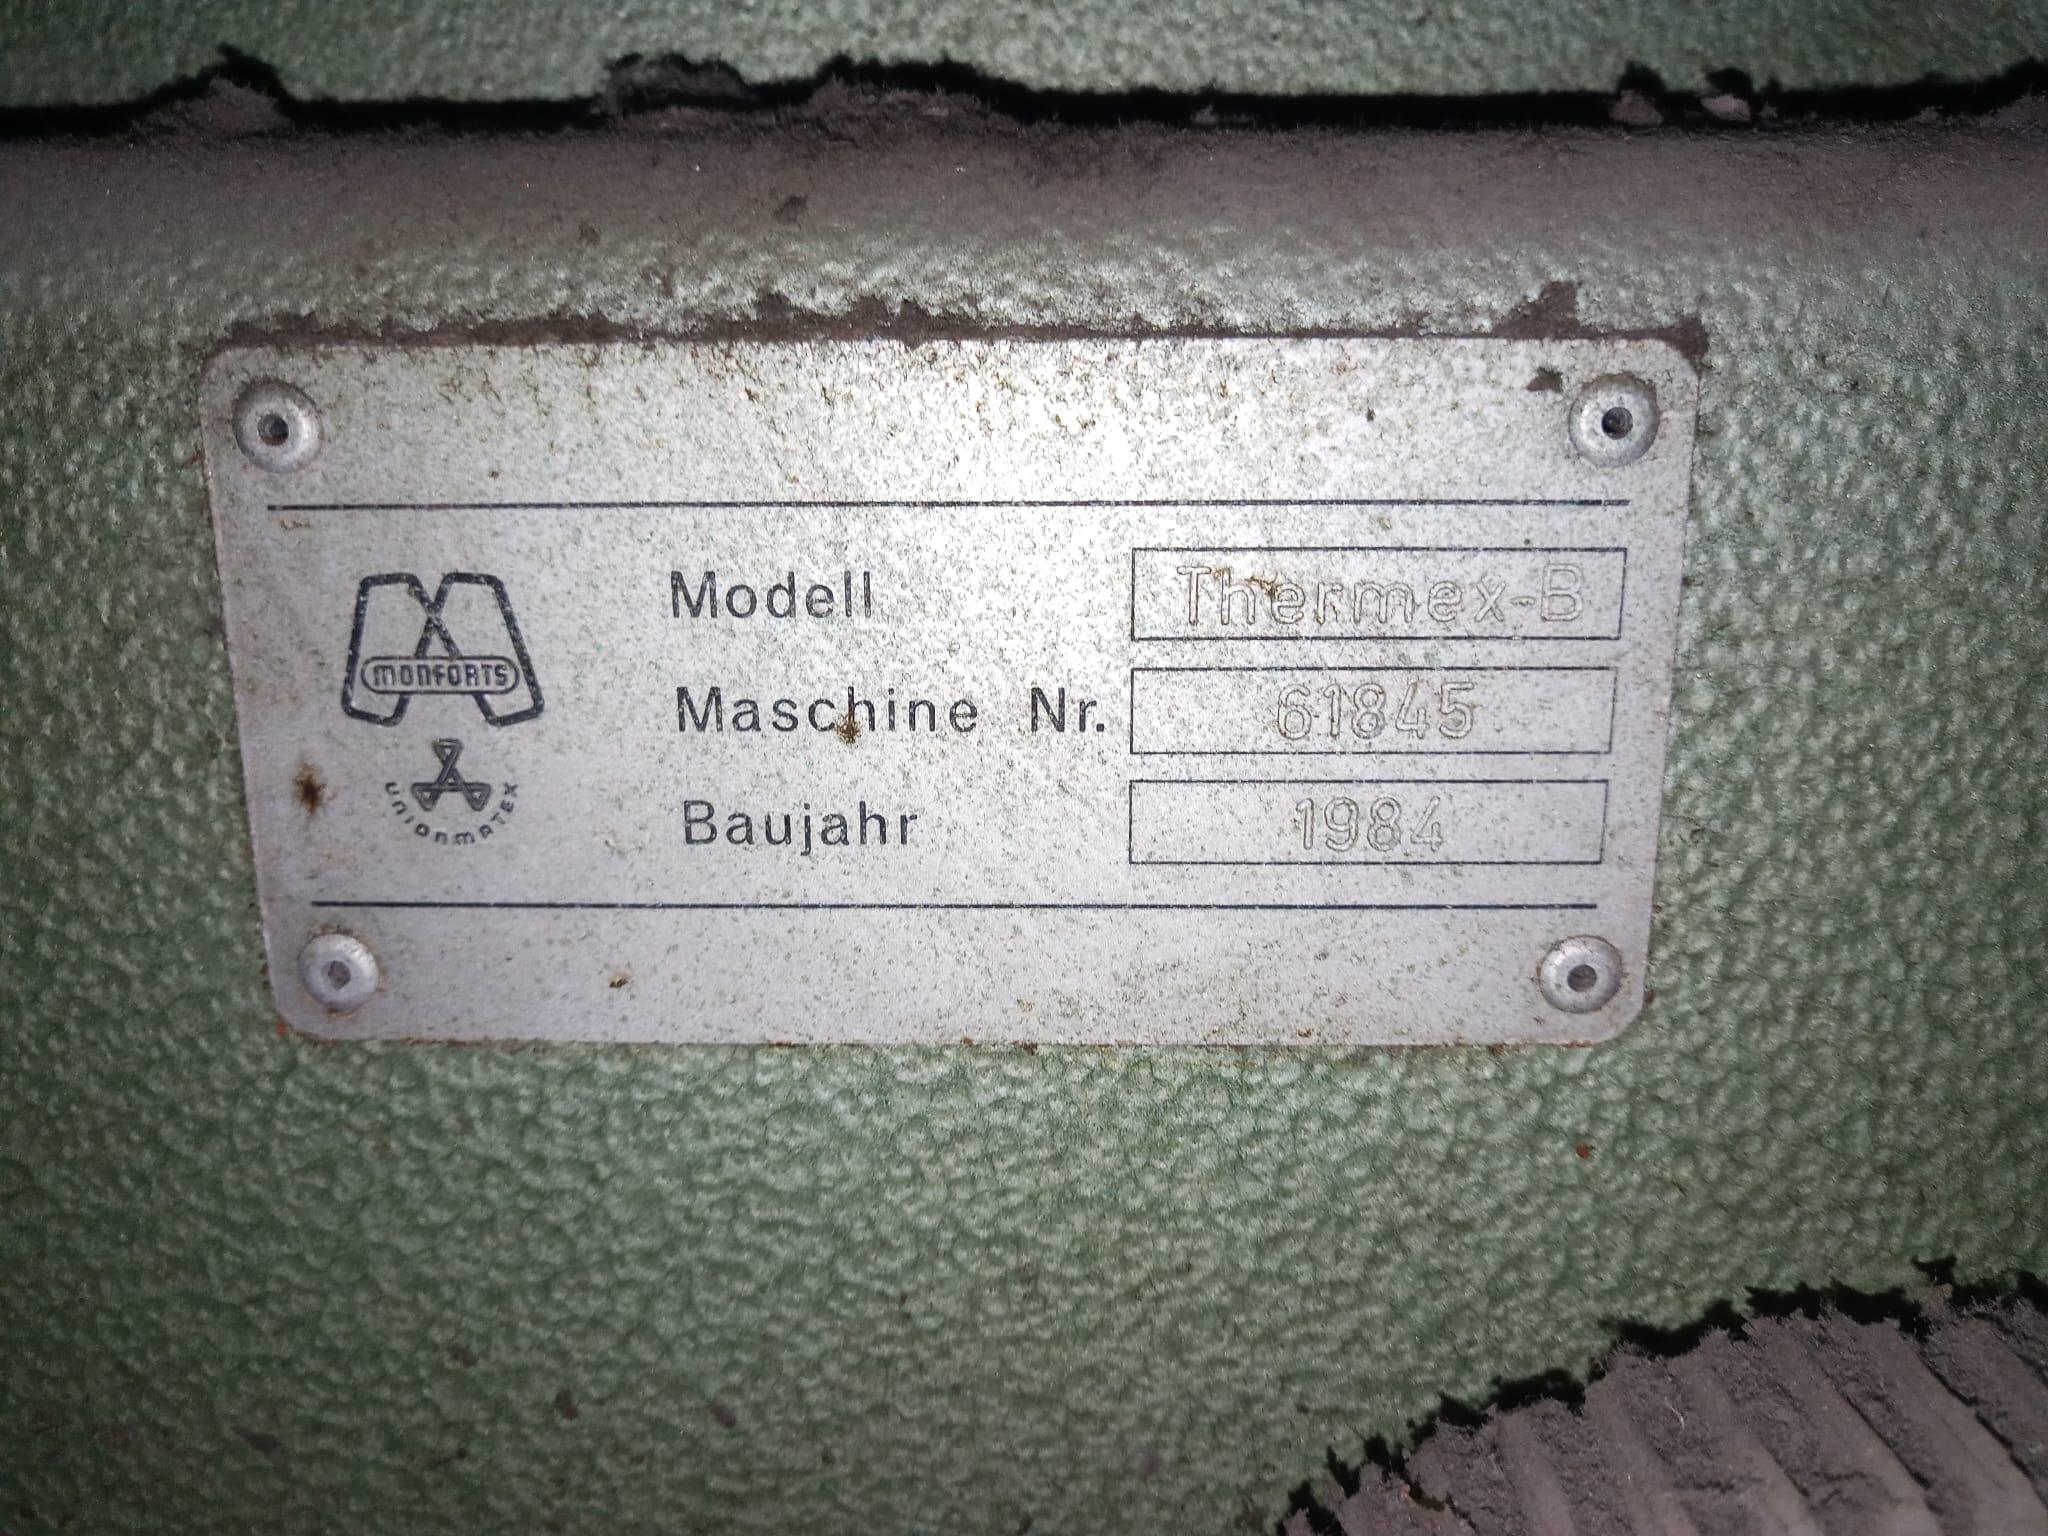 Modell Thermex-B
MONFORTS
Maschine Nr. 61845
UNIONMATEX
Baujahr 1984